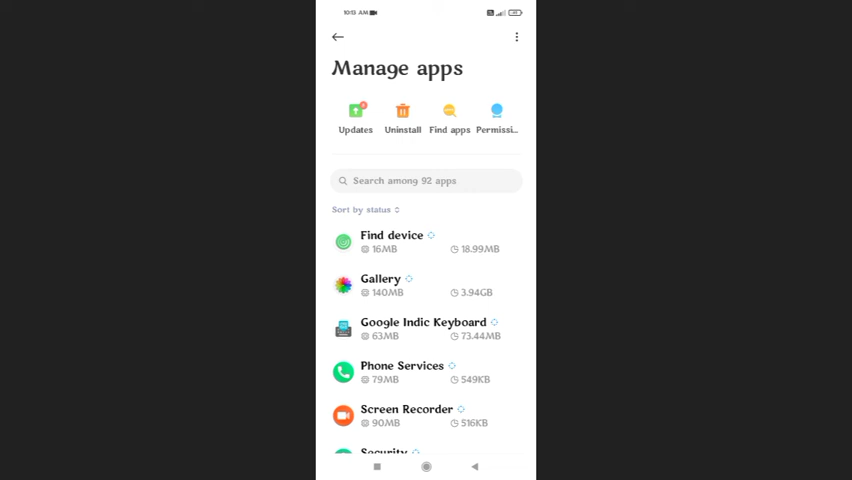 10:13 AM
Manage apps
Updates
Uninstall
Find apps
Permissi...
Search among 92 apps
Sort by status
Find device
16MB
18.99MB
Gallery
140MB
3.94GB
Google Indic Keyboard
63MB
73.44MB
Phone Services
79MB
549KB
Screen Recorder
90MB
516KB
Security